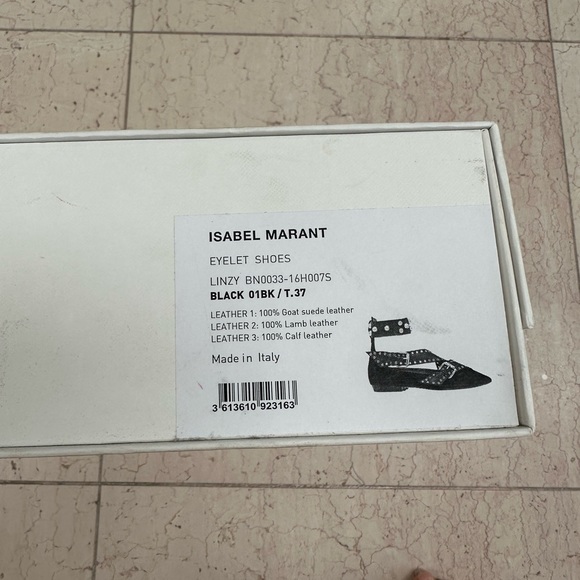 ISABEL MARANT
EYELET SHOES
LINZY BN0033-16H007S
BLACK 01BK / T.37
LEATHER 1: 100% Goat suede leather
LEATHER 2: 100% Lamb leather
LEATHER 3: 100% Calf leather
Made in Italy
3 613610 923163